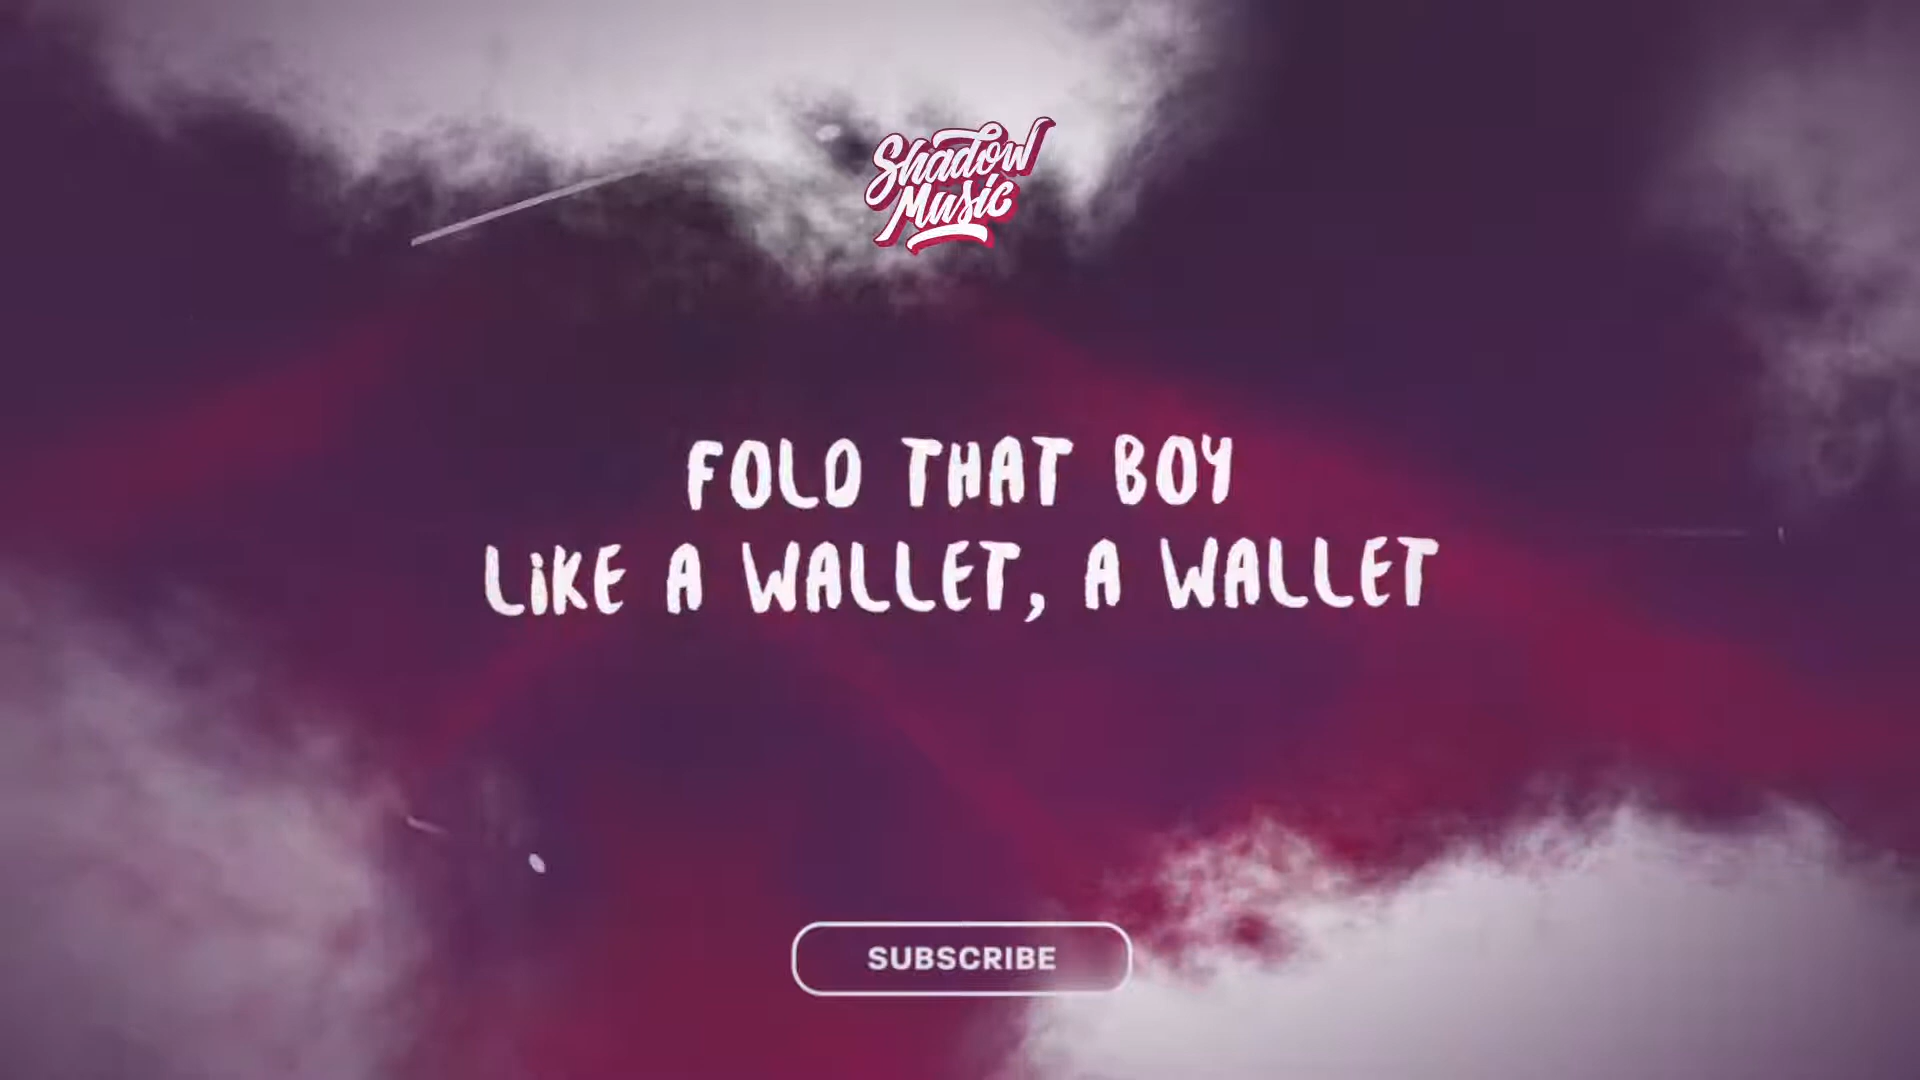 Shadow
Music
FOLD THAT BOY
LiKE A WALLET, A WALLET
SUBSCRIBE